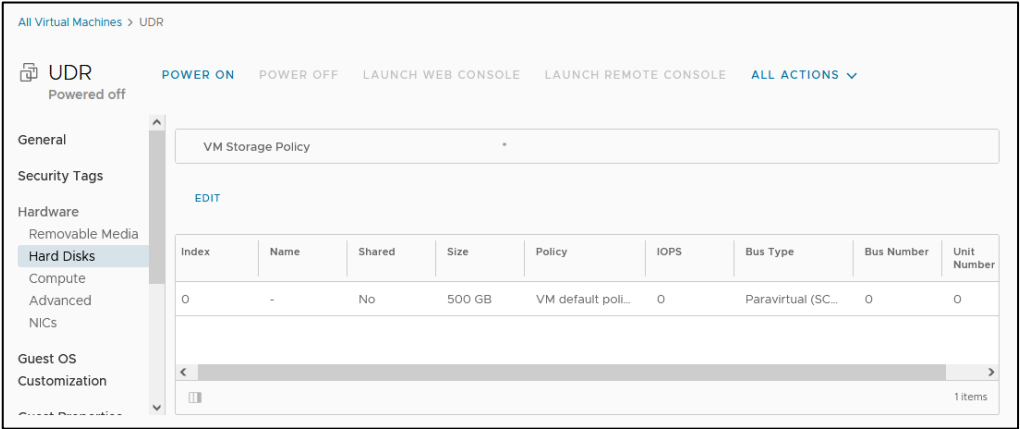 All Virtual Machines > UDR
UDR
Powered off
POWER ON POWER OFF LAUNCH WEB CONSOLE LAUNCH REMOTE CONSOLE ALL ACTIONS
General
Security Tags
Hardware
Removable Media
Hard Disks
Compute
Advanced
NICs
Guest OS
Customization
VM Storage Policy *
EDIT
Index Name Shared Size Policy IOPS Bus Type Bus Number Unit Number
0 - No 500 GB VM default poli... 0 Paravirtual (SC... 0 0
1 items